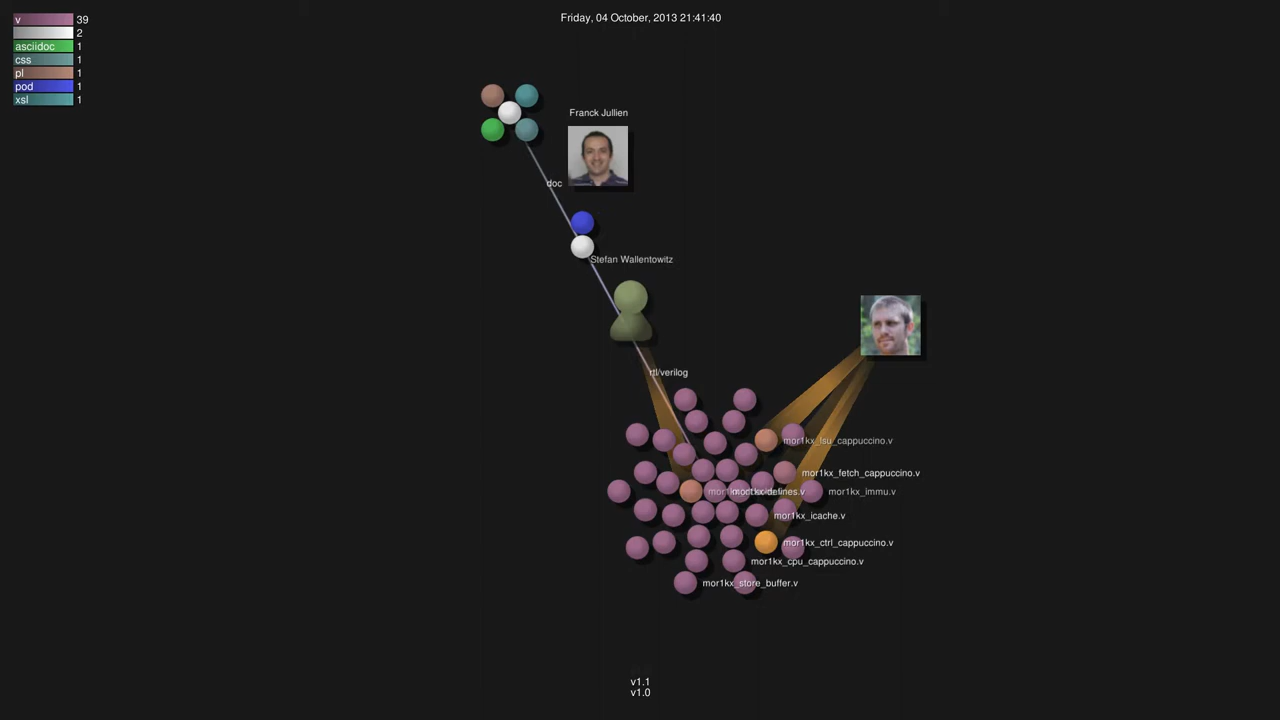 Friday, 04 October, 2013 21:41:40
v 39
2
asciidoc 1
css 1
pl 1
pod 1
xsl 1
Franck Jullien
doc
Stefan Wallentowitz
rtl/verilog
mor1kx_lsu_cappuccino.v
mor1kx_fetch_cappuccino.v
mor1kx_immu.v
mor1kx_icache.v
mor1kx_ctrl_cappuccino.v
mor1kx_cpu_cappuccino.v
mor1kx_store_buffer.v
v1.1
v1.0